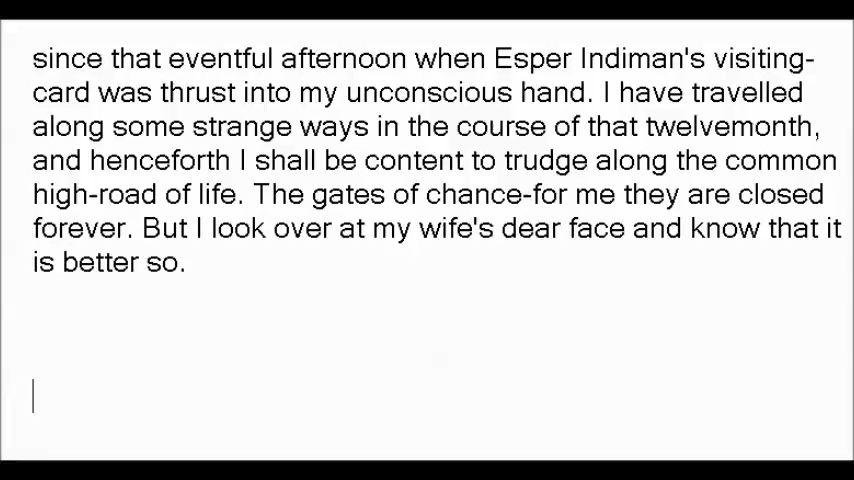 since that eventful afternoon when Esper Indiman's visiting-
card was thrust into my unconscious hand. I have travelled
along some strange ways in the course of that twelvemonth,
and henceforth I shall be content to trudge along the common
high-road of life. The gates of chance-for me they are closed
forever. But I look over at my wife's dear face and know that it
is better so.